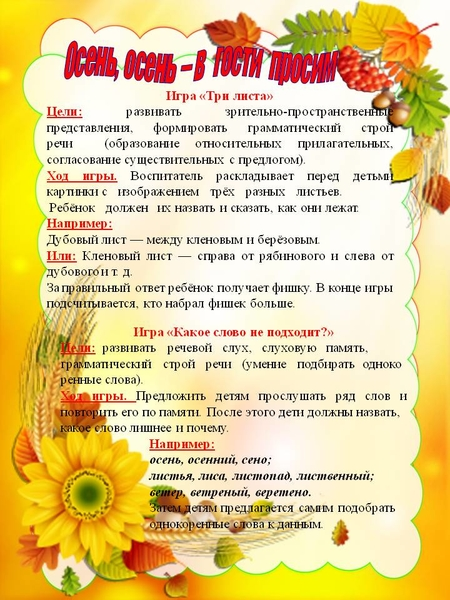 Осень, осень – в гости просим
Игра «Три листа»
Цели: развивать зрительно-пространственные
представления, формировать грамматический строй
речи (образование относительных прилагательных,
согласование существительных с предлогом).
Ход игры. Воспитатель раскладывает перед детьми
картинки с изображением трёх разных листьев.
Ребёнок должен их назвать и сказать, как они лежат.
Например:
Дубовый лист — между кленовым и берёзовым.
Или: Кленовый лист — справа от рябинового и слева от
дубового и т. д.
За правильный ответ ребёнок получает фишку. В конце игры
подсчитывается, кто набрал фишек больше.
Игра «Какое слово не подходит?»
Цели: развивать речевой слух, слуховую память,
грамматический строй речи (умение подбирать одноко
ренные слова).
Ход игры. Предложить детям прослушать ряд слов и
повторить его по памяти. После этого дети должны назвать,
какое слово лишнее и почему.
Например:
осень, осенний, сено;
листья, лиса, листопад, лиственный;
ветер, ветреный, веретено.
Затем детям предлагается самим подобрать
однокоренные слова к данным.